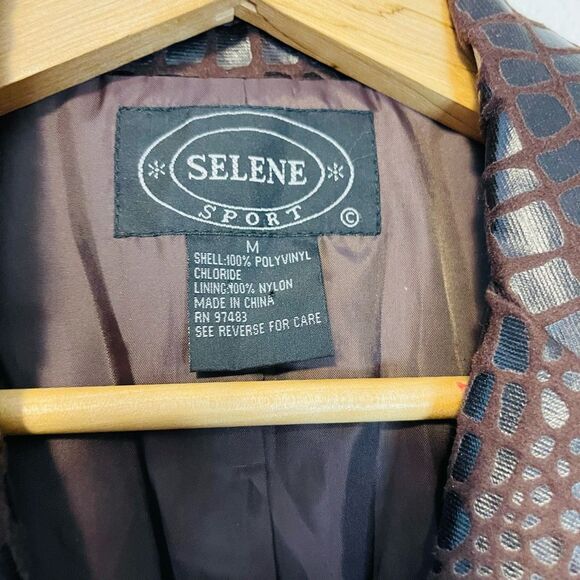 * SELENE *
SPORT ©
M
SHELL:100% POLYVINYL
CHLORIDE
LINING:100% NYLON
MADE IN CHINA
RN 97483
SEE REVERSE FOR CARE